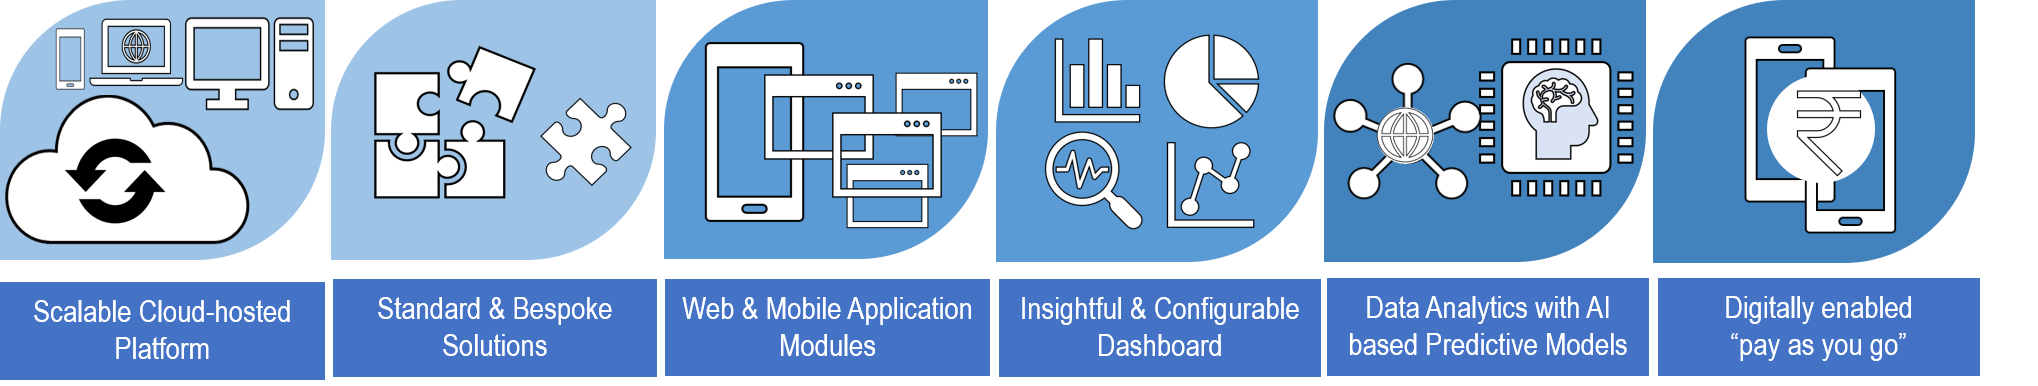 Scalable Cloud-hosted
Platform
Standard & Bespoke
Solutions
Web & Mobile Application
Modules
Insightful & Configurable
Dashboard
Data Analytics with AI
based Predictive Models
Digitally enabled
“pay as you go”
₹